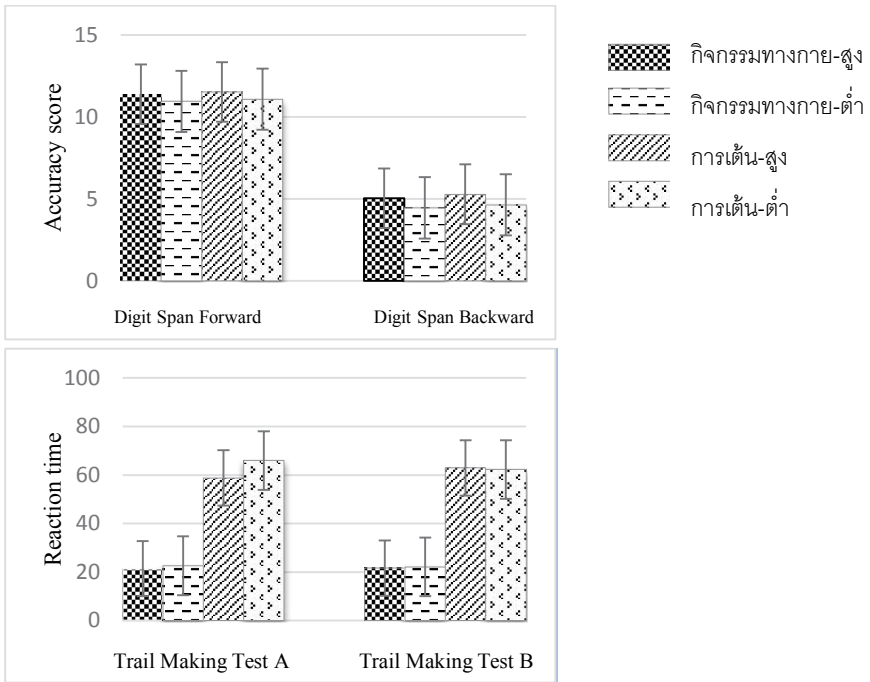 15
10
5
0
Accuracy score
Digit Span Forward
Digit Span Backward
กิจกรรมทางกาย-สูง
กิจกรรมทางกาย-ต่ำ
การเต้น-สูง
การเต้น-ต่ำ
100
80
60
40
20
0
Reaction time
Trail Making Test A
Trail Making Test B